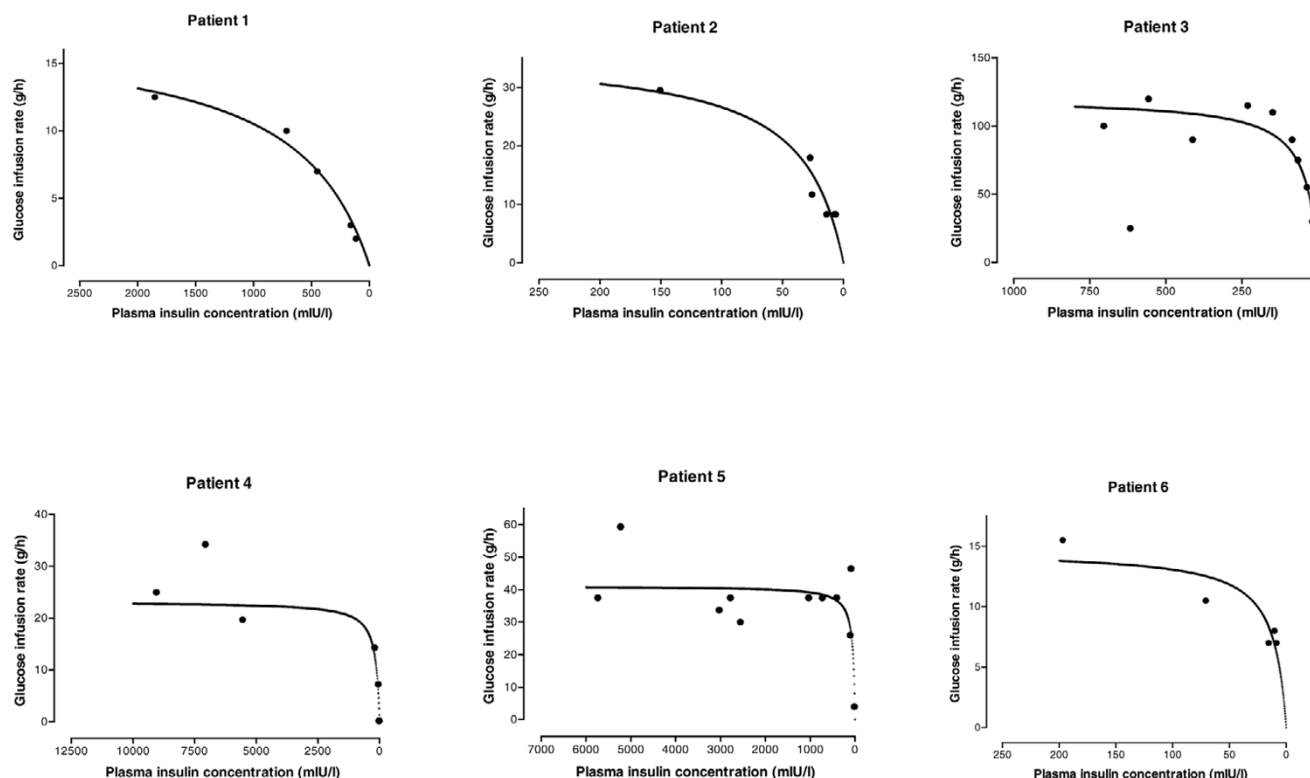 Patient 1
Glucose infusion rate (g/h)
15
10
5
0
2500 2000 1500 1000 500 0
Plasma insulin concentration (mIU/l)
Patient 2
Glucose infusion rate (g/h)
30
20
10
0
250 200 150 100 50 0
Plasma insulin concentration (mIU/l)
Patient 3
Glucose infusion rate (g/h)
150
100
50
0
1000 750 500 250
Plasma insulin concentration (mIU/l)
Patient 4
Glucose infusion rate (g/h)
40
30
20
10
0
12500 10000 7500 5000 2500 0
Plasma insulin concentration (mIU/l)
Patient 5
Glucose infusion rate (g/h)
60
50
40
30
20
10
0
7000 6000 5000 4000 3000 2000 1000 0
Plasma insulin concentration (mIU/l)
Patient 6
Glucose infusion rate (g/h)
15
10
5
0
250 200 150 100 50 0
Plasma insulin concentration (mIU/l)